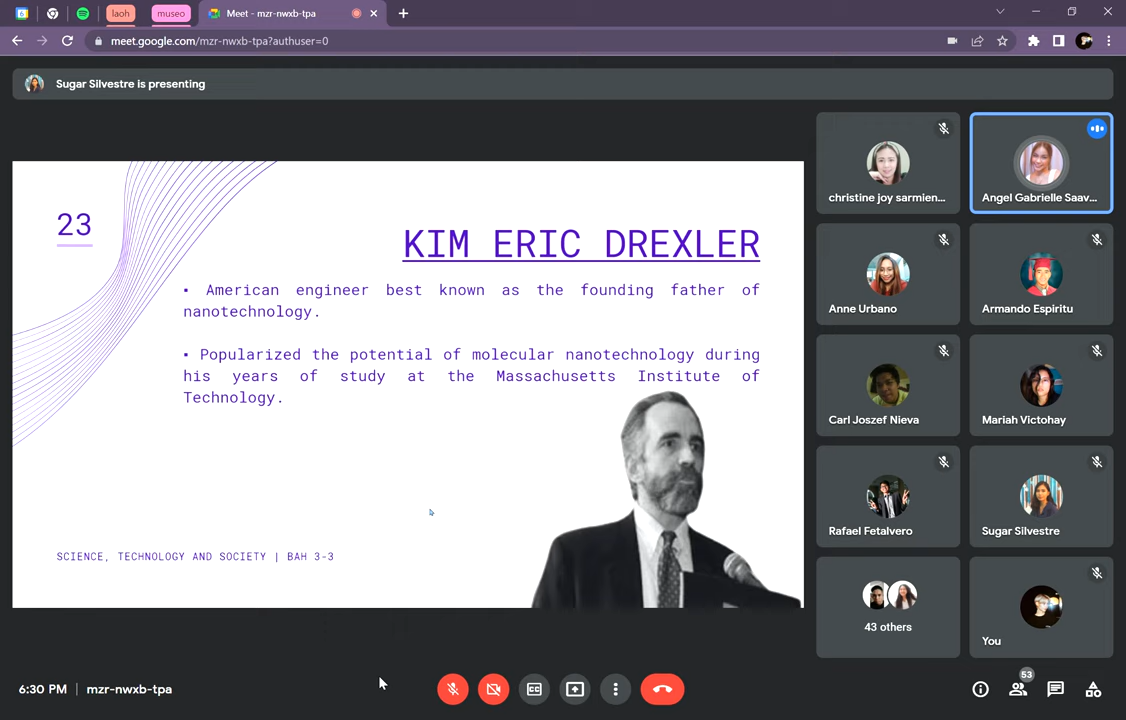 laoh
museo
Meet - mzr-nwxb-tpa
meet.google.com/mzr-nwxb-tpa?authuser=0
Sugar Silvestre is presenting
23
KIM ERIC DREXLER
▪ American engineer best known as the founding father of
nanotechnology.
▪ Popularized the potential of molecular nanotechnology during
his years of study at the Massachusetts Institute of
Technology.
SCIENCE, TECHNOLOGY AND SOCIETY | BAH 3-3
christine joy sarmien...
Angel Gabrielle Saav...
Anne Urbano
Armando Espiritu
Carl Joszef Nieva
Mariah Victohay
Rafael Fetalvero
Sugar Silvestre
43 others
You
6:30 PM | mzr-nwxb-tpa
53